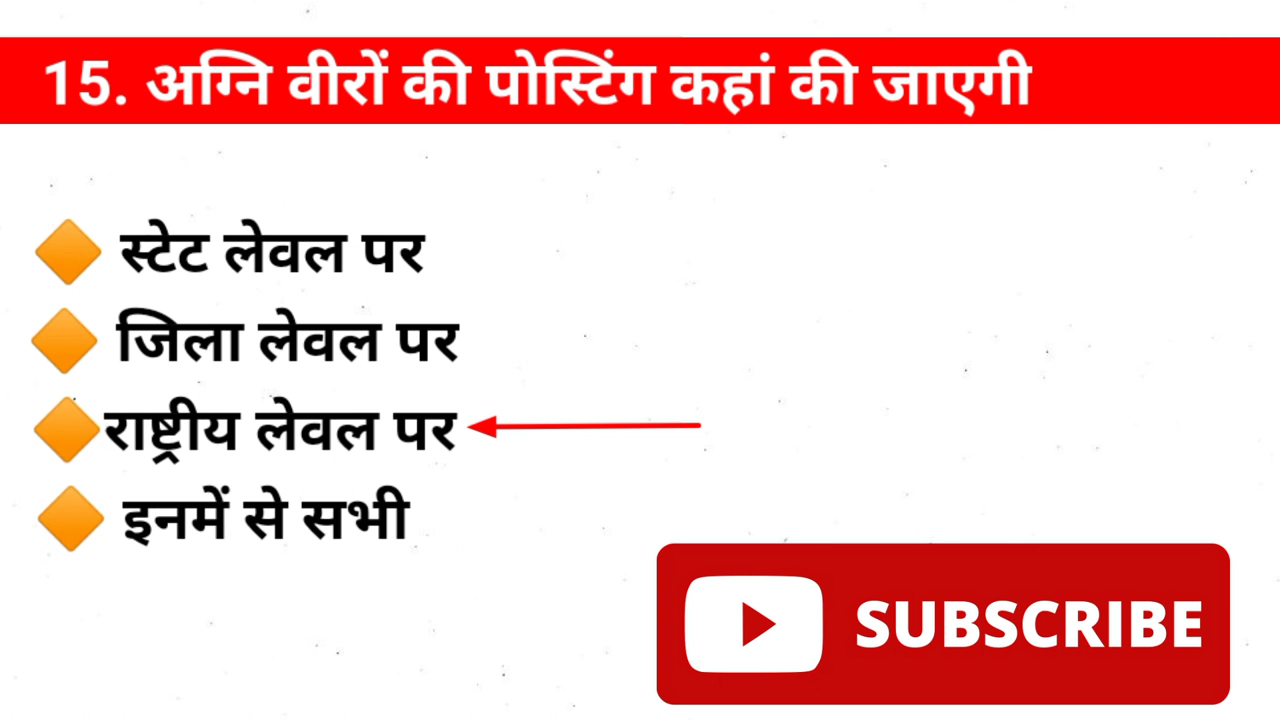 15. अग्नि वीरों की पोस्टिंग कहां की जाएगी
स्टेट लेवल पर
जिला लेवल पर
राष्ट्रीय लेवल पर
इनमें से सभी
SUBSCRIBE